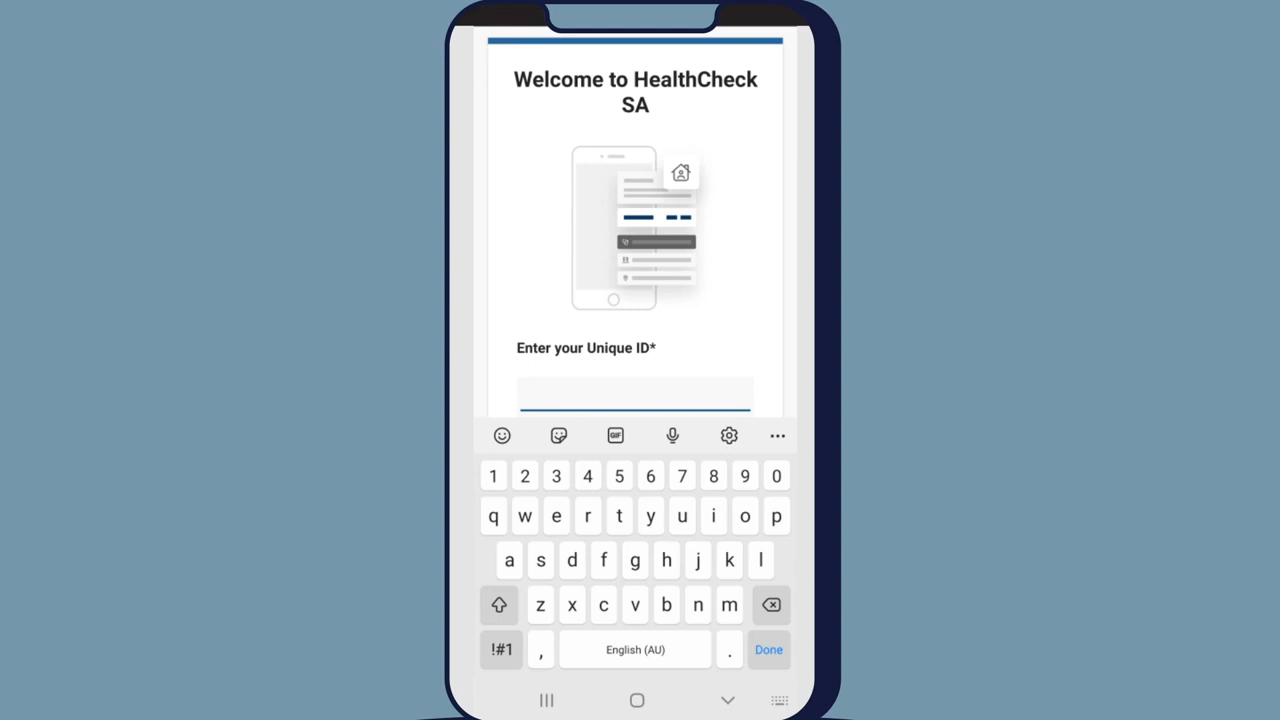 Welcome to HealthCheck
SA
Enter your Unique ID*
GIF
1 2 3 4 5 6 7 8 9 0
q w e r t y u i o p
a s d f g h j k l
z x c v b n m
!#1 , English (AU) . Done